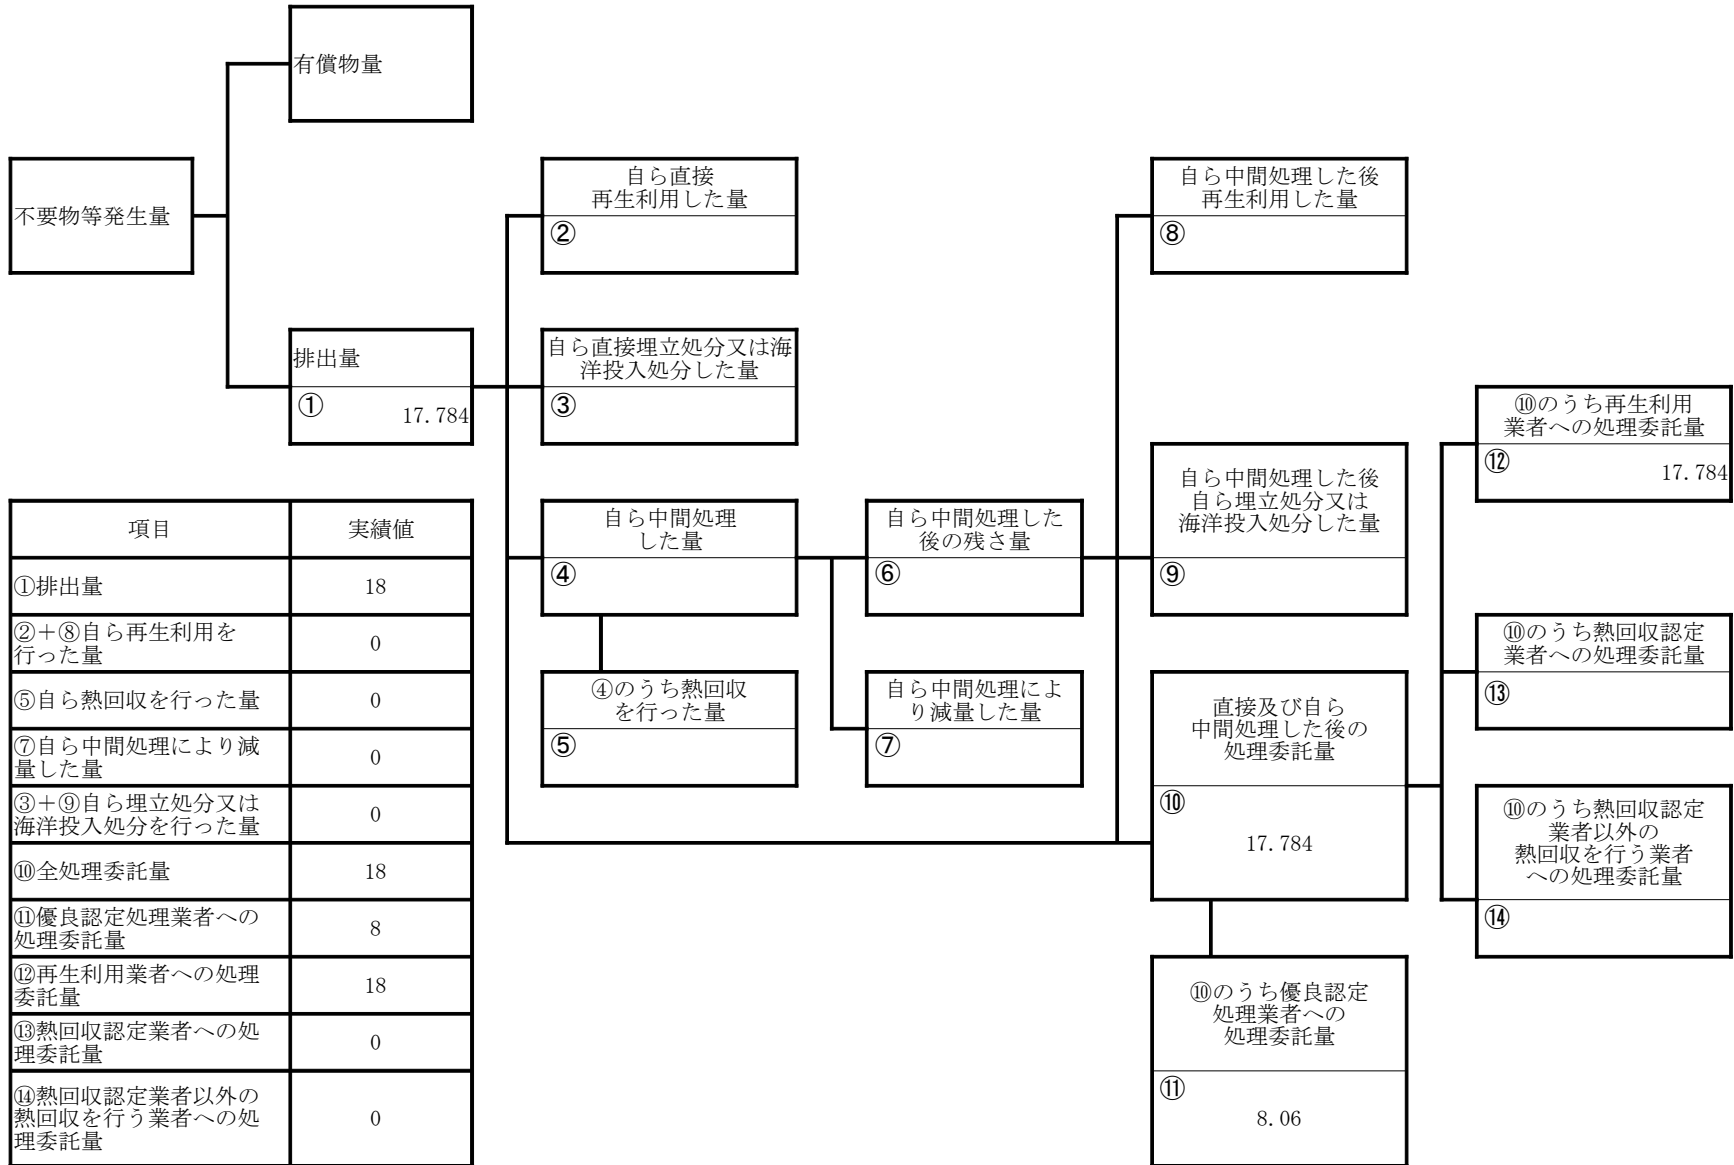 有償物量
不要物等発生量
自ら直接
再生利用した量
②
自ら中間処理した後
再生利用した量
⑧
排出量
① 17.784
自ら直接埋立処分又は海
洋投入処分した量
③
⑩のうち再生利用
業者への処理委託量
⑫ 17.784
自ら中間処理した後
自ら埋立処分又は
海洋投入処分した量
⑨
自ら中間処理
した量
④
自ら中間処理した
後の残さ量
⑥
⑩のうち熱回収認定
業者への処理委託量
⑬
④のうち熱回収
を行った量
⑤
自ら中間処理によ
り減量した量
⑦
直接及び自ら
中間処理した後の
処理委託量
⑩
17.784
⑩のうち熱回収認定
業者以外の
熱回収を行う業者
への処理委託量
⑭
⑩のうち優良認定
処理業者への
処理委託量
⑪
8.06
項目 実績値
①排出量 18
②+⑧自ら再生利用を
行った量 0
⑤自ら熱回収を行った量 0
⑦自ら中間処理により減
量した量 0
③+⑨自ら埋立処分又は
海洋投入処分を行った量 0
⑩全処理委託量 18
⑪優良認定処理業者への
処理委託量 8
⑫再生利用業者への処理
委託量 18
⑬熱回収認定業者への処
理委託量 0
⑭熱回収認定業者以外の
熱回収を行う業者への処
理委託量 0